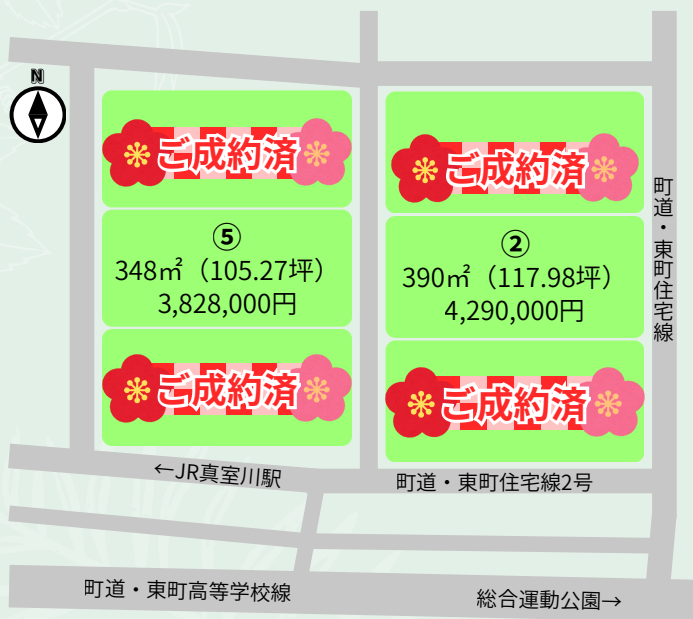 N
ご成約済
ご成約済
⑤
348㎡（105.27坪）
3,828,000円
②
390㎡（117.98坪）
4,290,000円
町道・東町住宅線
ご成約済
ご成約済
←JR真室川駅
町道・東町住宅線2号
町道・東町高等学校線
総合運動公園→